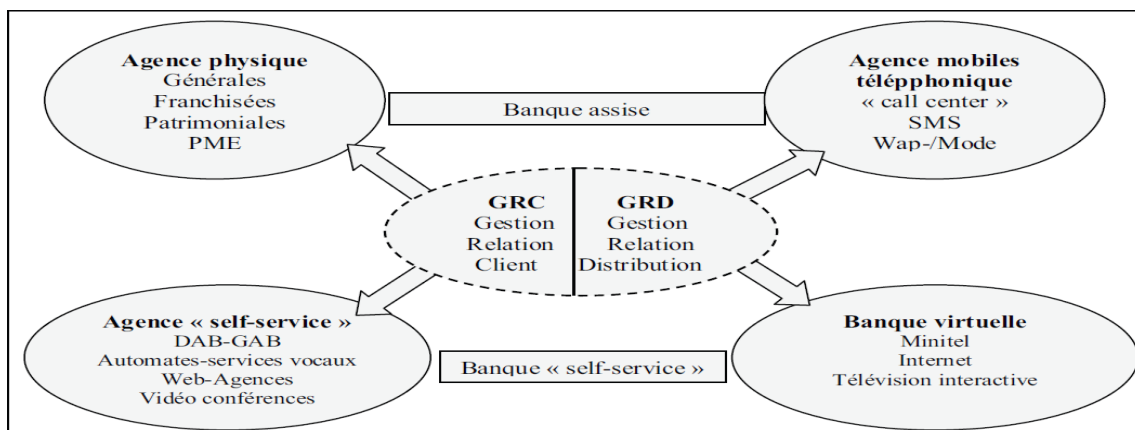 Agence physique
Générales
Franchisées
Patrimoniales
PME
Banque assise
Agence mobiles
télépphonique
« call center »
SMS
Wap-/Mode
GRC
Gestion
Relation
Client
GRD
Gestion
Relation
Distribution
Agence « self-service »
DAB-GAB
Automates-services vocaux
Web-Agences
Vidéo conférences
Banque « self-service »
Banque virtuelle
Minitel
Internet
Télévision interactive